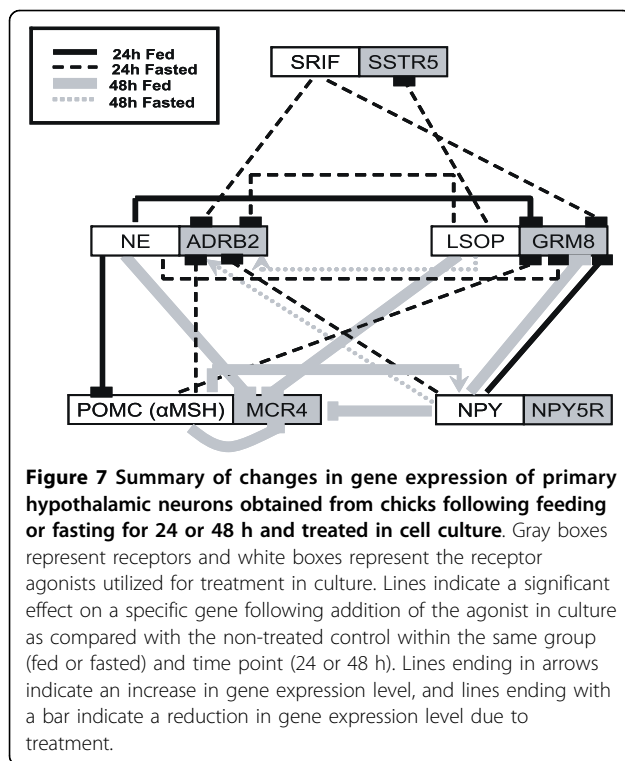 24h Fed
24h Fasted
48h Fed
48h Fasted
SRIF SSTR5
NE ADRB2 LSOP GRM8
POMC (αMSH) MCR4 NPY NPY5R
Figure 7 Summary of changes in gene expression of primary
hypothalamic neurons obtained from chicks following feeding
or fasting for 24 or 48 h and treated in cell culture. Gray boxes
represent receptors and white boxes represent the receptor
agonists utilized for treatment in culture. Lines indicate a significant
effect on a specific gene following addition of the agonist in culture
as compared with the non-treated control within the same group
(fed or fasted) and time point (24 or 48 h). Lines ending in arrows
indicate an increase in gene expression level, and lines ending with
a bar indicate a reduction in gene expression level due to
treatment.